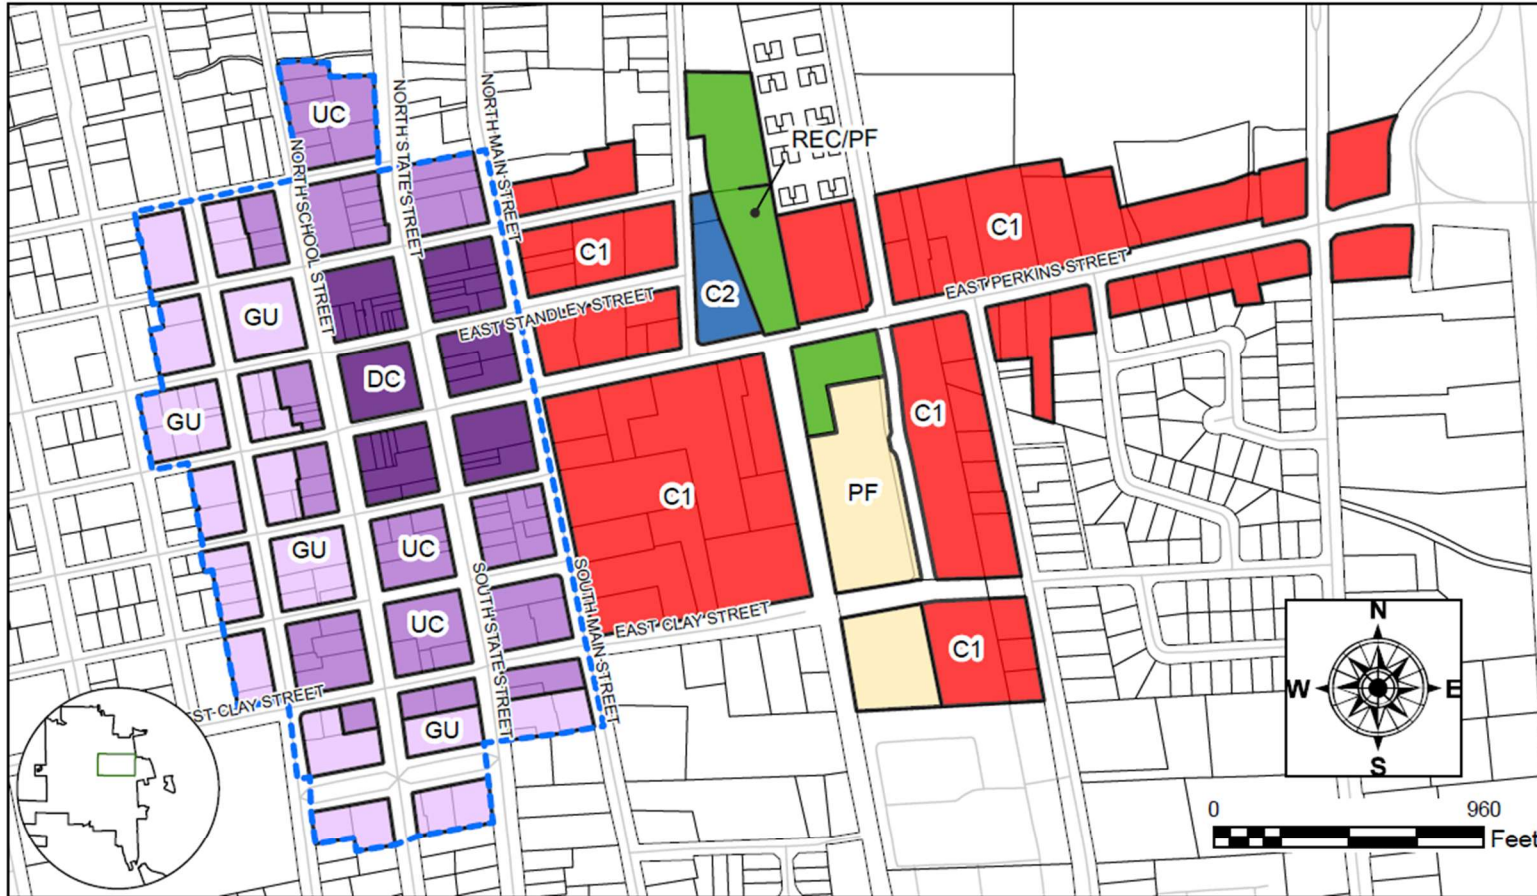 UC
NORTH STATE STREET
NORTH MAIN STREET
REC/PF
NORTH SCHOOL STREET
C1
C1
EAST PERKINS STREET
C2
GU
EAST STANDLEY STREET
DC
GU
C1
PF
C1
GU
UC
SOUTH STATE STREET
SOUTH MAIN STREET
UC
EAST CLAY STREET
C1
ST CLAY STREET
GU
N
W
E
S
0 960
Feet